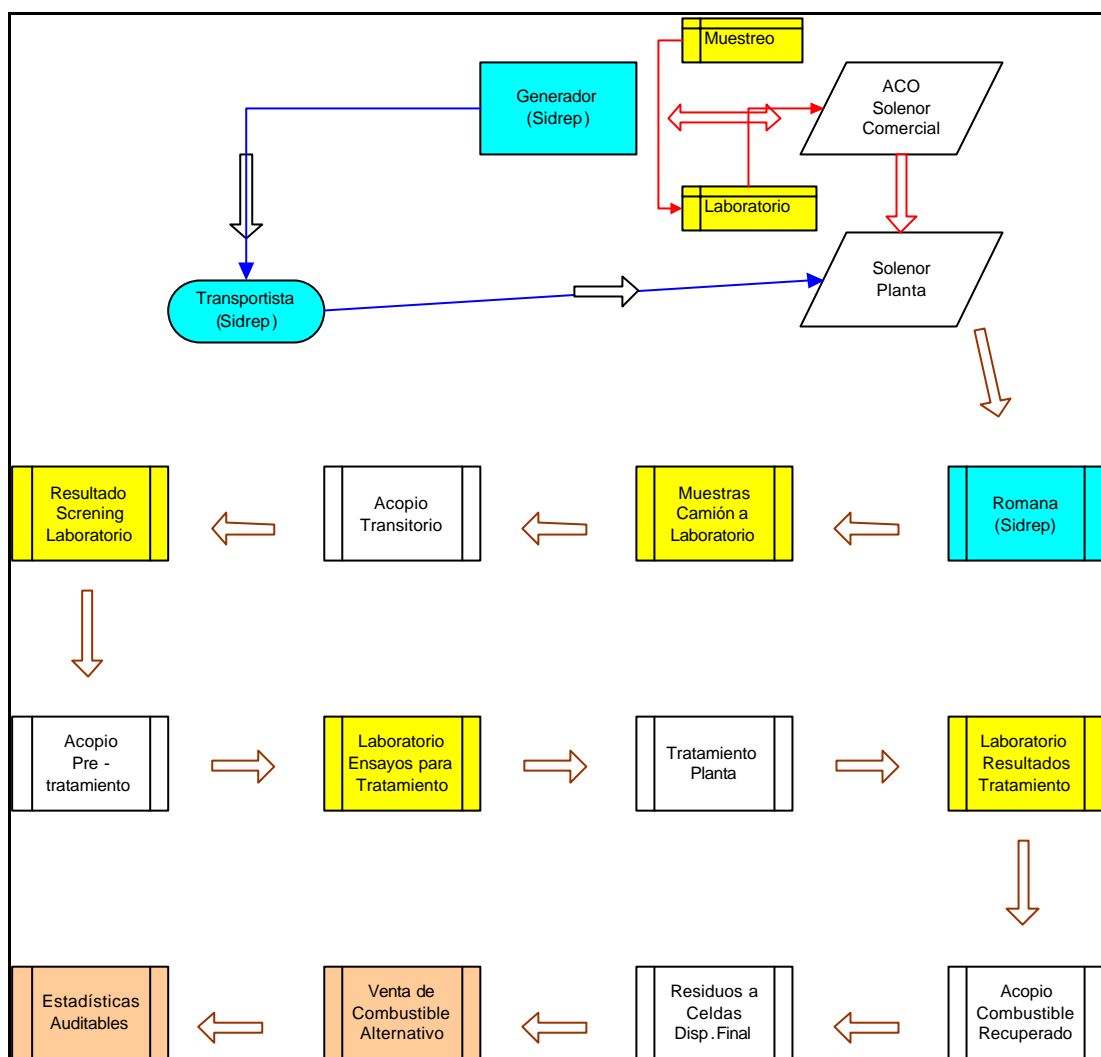 Muestreo
Generador
(Sidrep)
ACO
Solenor
Comercial
Laboratorio
Solenor
Planta
Transportista
(Sidrep)
Resultado
Screning
Laboratorio
Acopio
Transitorio
Muestras
Camión a
Laboratorio
Romana
(Sidrep)
Acopio
Pre -
tratamiento
Laboratorio
Ensayos para
Tratamiento
Tratamiento
Planta
Laboratorio
Resultados
Tratamiento
Estadísticas
Auditables
Venta de
Combustible
Alternativo
Residuos a
Celdas
Disp.Final
Acopio
Combustible
Recuperado